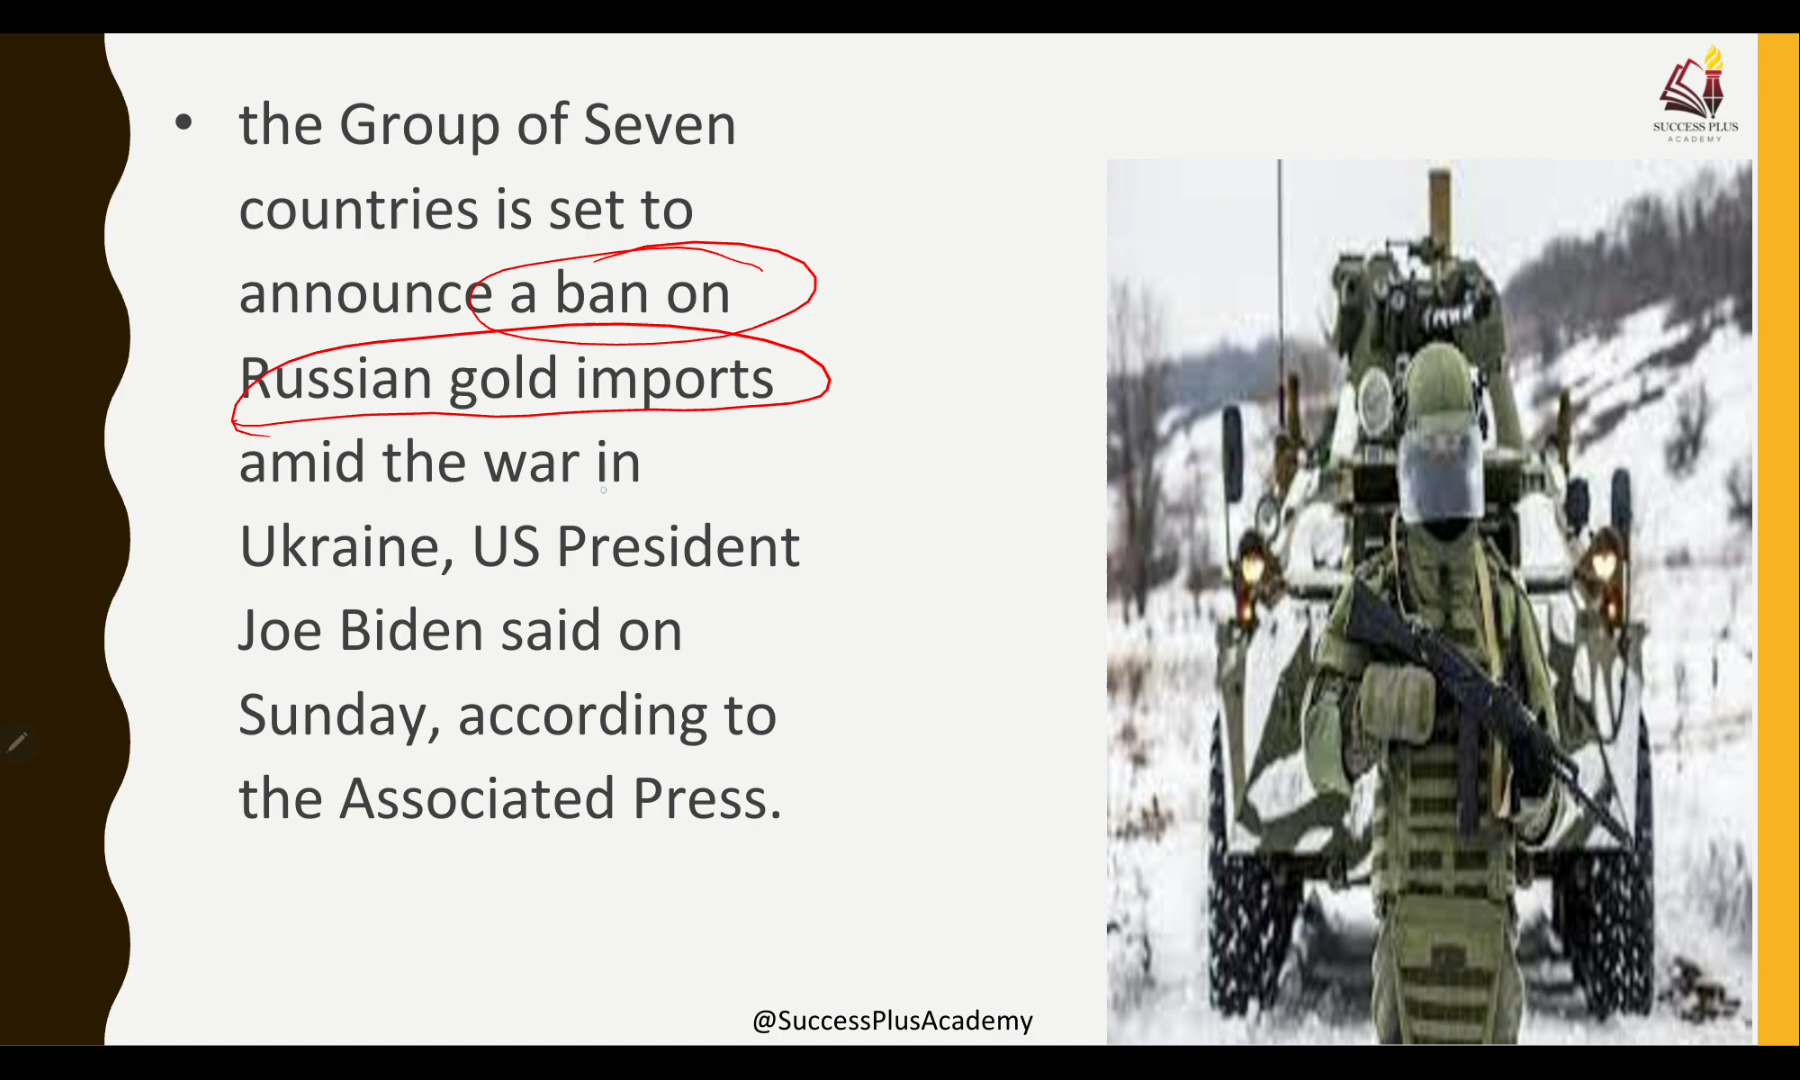 SUCCESS PLUS
ACADEMY
• the Group of Seven
countries is set to
announce a ban on
Russian gold imports
amid the war in
Ukraine, US President
Joe Biden said on
Sunday, according to
the Associated Press.
@SuccessPlusAcademy